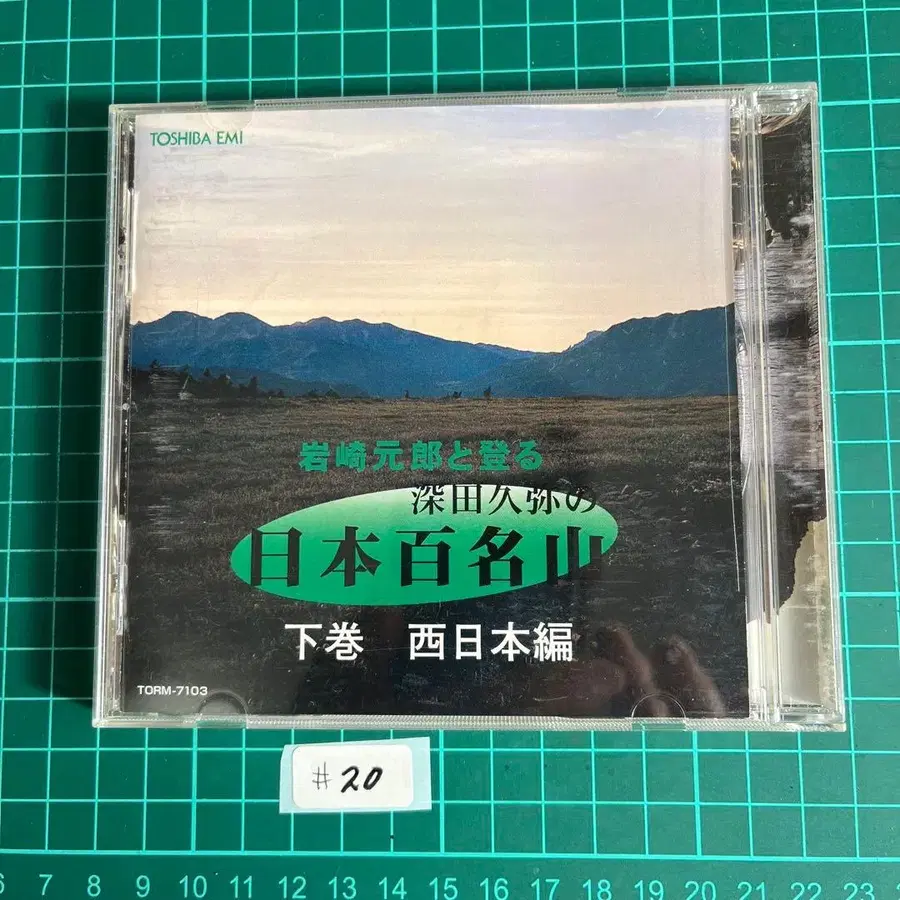 TOSHIBA EMI
岩崎元郎と登る
深田久弥の
日本百名山
下巻 西日本編
TORM-7103
#20
6 7 8 9 10 11 12 13 14 15 16 17 18 19 20 21 22 23